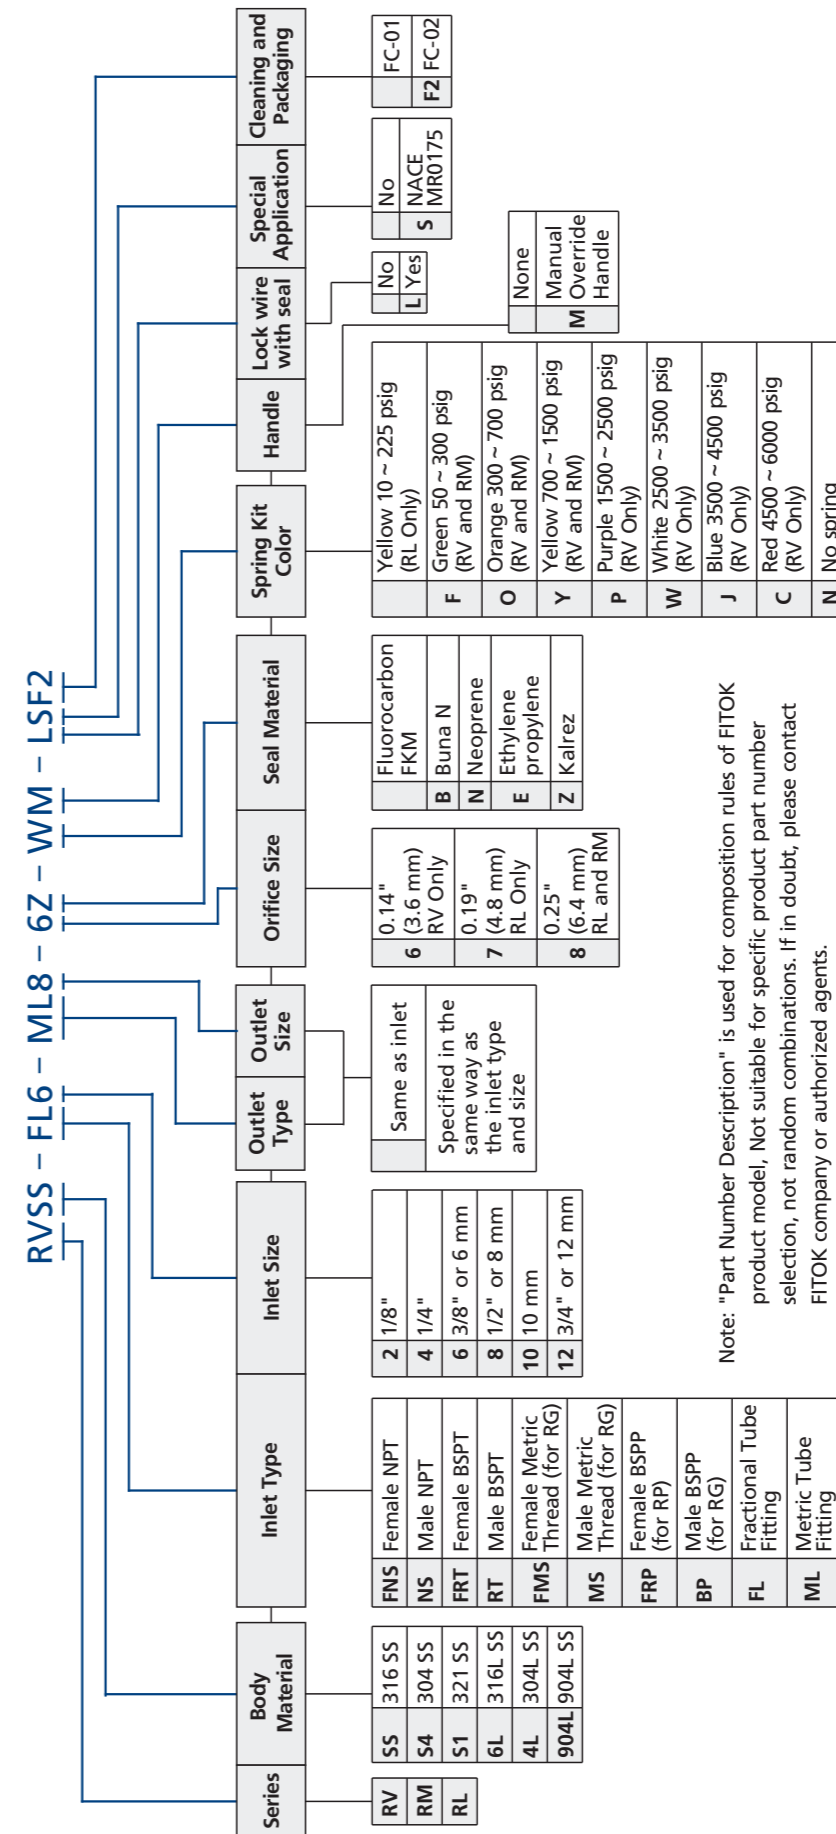 RVSS – FL6 – ML8 – 6Z – WM – LSF2
Series
Body
Material
Inlet Type
Inlet Size
Outlet
Type
Outlet
Size
Orifice Size
Seal Material
Spring Kit
Color
Handle
Lock wire
with seal
Special
Application
Cleaning and
Packaging
RV
RM
RL
SS 316 SS
S4 304 SS
S1 321 SS
6L 316L SS
4L 304L SS
904L 904L SS
FNS Female NPT
NS Male NPT
FRT Female BSPT
RT Male BSPT
FMS Female Metric
Thread (for RG)
MS Male Metric
Thread (for RG)
FRP Female BSPP
(for RP)
BP Male BSPP
(for RG)
FL Fractional Tube
Fitting
ML Metric Tube
Fitting
2 1/8"
4 1/4"
6 3/8" or 6 mm
8 1/2" or 8 mm
10 10 mm
12 3/4" or 12 mm
Same as inlet
Specified in the
same way as
the inlet type
and size
6 0.14"
(3.6 mm)
RV Only
7 0.19"
(4.8 mm)
RL Only
8 0.25"
(6.4 mm)
RL and RM
Fluorocarbon
FKM
B Buna N
N Neoprene
E Ethylene
propylene
Z Kalrez
Yellow 10 ~ 225 psig
(RL Only)
F Green 50 ~ 300 psig
(RV and RM)
O Orange 300 ~ 700 psig
(RV and RM)
Y Yellow 700 ~ 1500 psig
(RV and RM)
P Purple 1500 ~ 2500 psig
(RV Only)
W White 2500 ~ 3500 psig
(RV Only)
J Blue 3500 ~ 4500 psig
(RV Only)
C Red 4500 ~ 6000 psig
(RV Only)
N No spring
None
M Manual
Override
Handle
No
L Yes
No
S NACE
MR0175
FC-01
F2 FC-02
Note: "Part Number Description" is used for composition rules of FITOK
product model, Not suitable for specific product part number
selection, not random combinations. If in doubt, please contact
FITOK company or authorized agents.